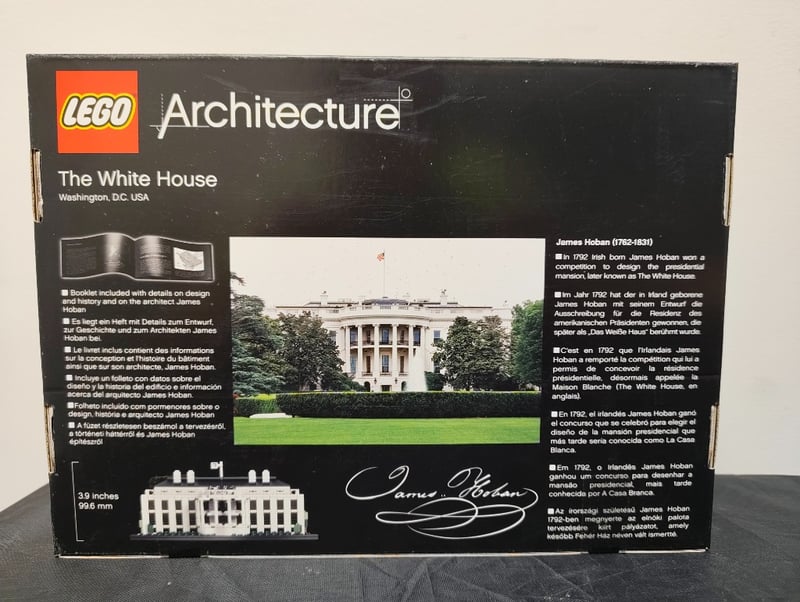 LEGO Architecture
The White House
Washington, D.C. USA
Booklet included with details on design
and history and on the architect James
Hoban
Es liegt ein Heft mit Details zum Entwurf,
zur Geschichte und zum Architekten James
Hoban bei.
Le livret inclus contient des informations
sur la conception et l'histoire du bâtiment
ainsi que sur son architecte, James Hoban.
Incluye un folleto con datos sobre el
diseño y la historia del edificio e información
acerca del arquitecto James Hoban.
Folheto incluido com pormenores sobre o
design, história e arquitecto James Hoban
A füzet részletesen beszámol a tervezésről,
a történeti háttérről és James Hoban
építészről
3.9 inches
99.6 mm
James Hoban
James Hoban (1762-1831)
In 1792 Irish born James Hoban won a
competition to design the presidential
mansion, later known as The White House.
Im Jahr 1792 hat der in Irland geborene
James Hoban mit seinem Entwurf die
Ausschreibung für die Residenz des
amerikanischen Präsidenten gewonnen, die
später als „Das Weiße Haus" berühmt wurde.
C'est en 1792 que l'Irlandais James
Hoban a remporté la compétition qui lui a
permis de concevoir la résidence
présidentielle, désormais appelée la
Maison Blanche (The White House, en
anglais).
En 1792, el irlandés James Hoban ganó
el concurso que se celebró para elegir el
diseño de la mansión presidencial que
más tarde sería conocida como La Casa
Blanca.
Em 1792, o Irlandês James Hoban
ganhou um concurso para desenhar a
mansão presidencial, mais tarde
conhecida por A Casa Branca.
Az írországi születésű James Hoban
1792-ben megnyerte az elnöki palota
tervezésére kiírt pályázatot, amely
később Fehér Ház néven vált ismertté.